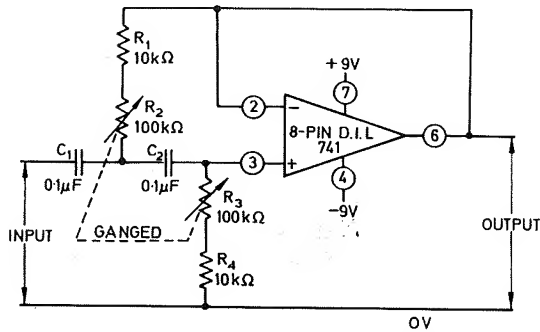 R1
10kΩ
R2
100kΩ
+9V
7
2
−
8-PIN D.I.L
741
6
C1
0·1μF
C2
0·1μF
3
+
4
−9V
R3
100kΩ
GANGED
INPUT
OUTPUT
R4
10kΩ
0V